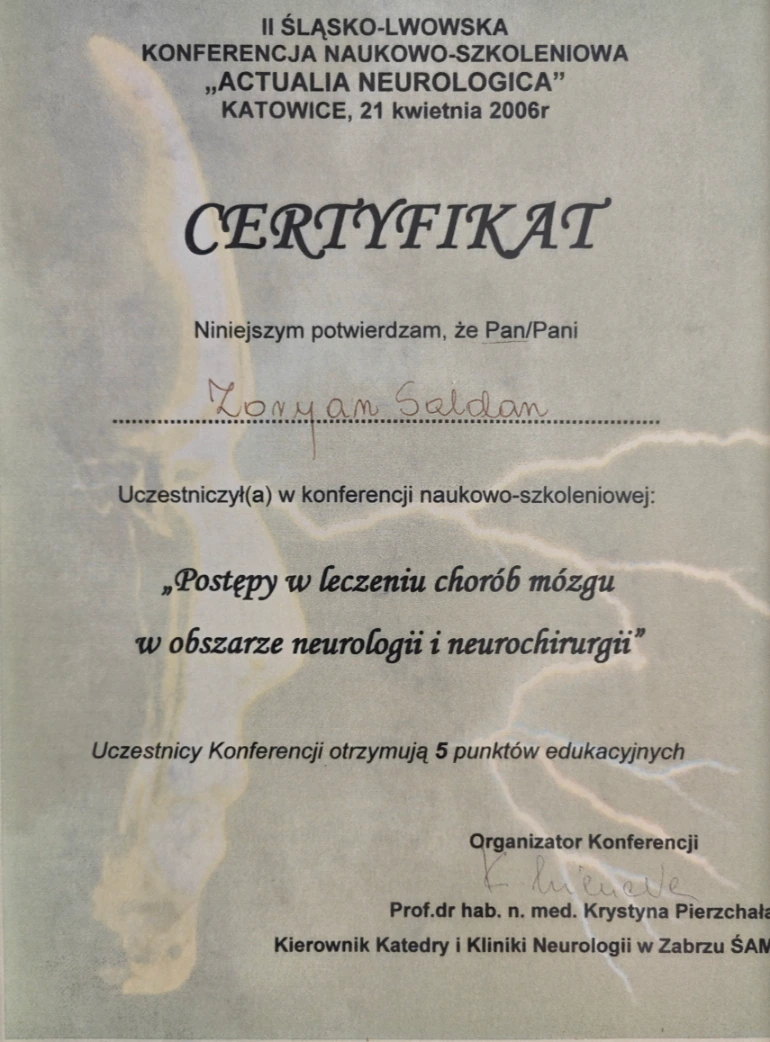 II ŚLĄSKO-LWOWSKA
KONFERENCJA NAUKOWO-SZKOLENIOWA
„ACTUALIA NEUROLOGICA”
KATOWICE, 21 kwietnia 2006r
CERTYFIKAT
Niniejszym potwierdzam, że Pan/Pani
Zoryan Saldan
Uczestniczył(a) w konferencji naukowo-szkoleniowej:
„Postępy w leczeniu chorób mózgu
w obszarze neurologii i neurochirurgii”
Uczestnicy Konferencji otrzymują 5 punktów edukacyjnych
Organizator Konferencji
Prof.dr hab. n. med. Krystyna Pierzchała
Kierownik Katedry i Kliniki Neurologii w Zabrzu ŚAM